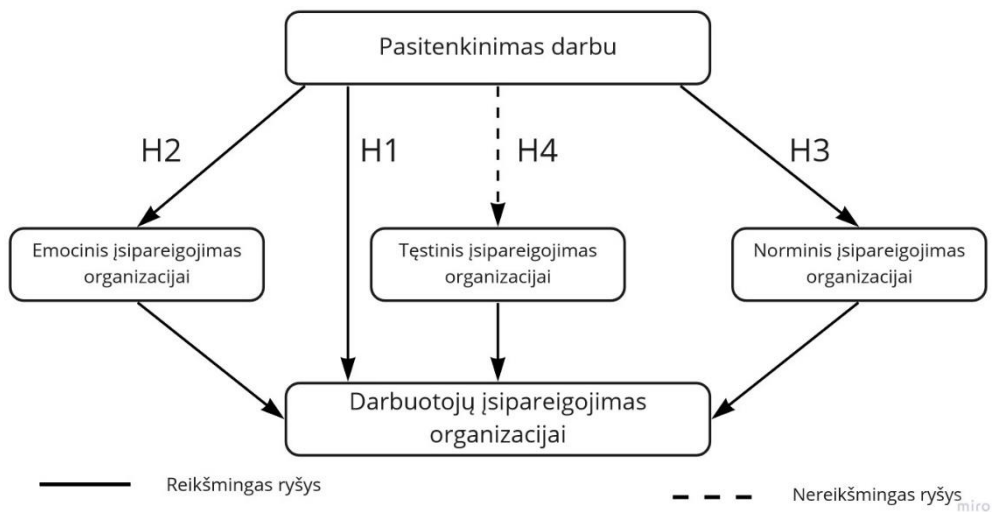 Pasitenkinimas darbu
H2
H1
H4
H3
Emocinis įsipareigojimas
organizacijai
Tęstinis įsipareigojimas
organizacijai
Norminis įsipareigojimas
organizacijai
Darbuotojų įsipareigojimas
organizacijai
Reikšmingas ryšys
Nereikšmingas ryšys
miro